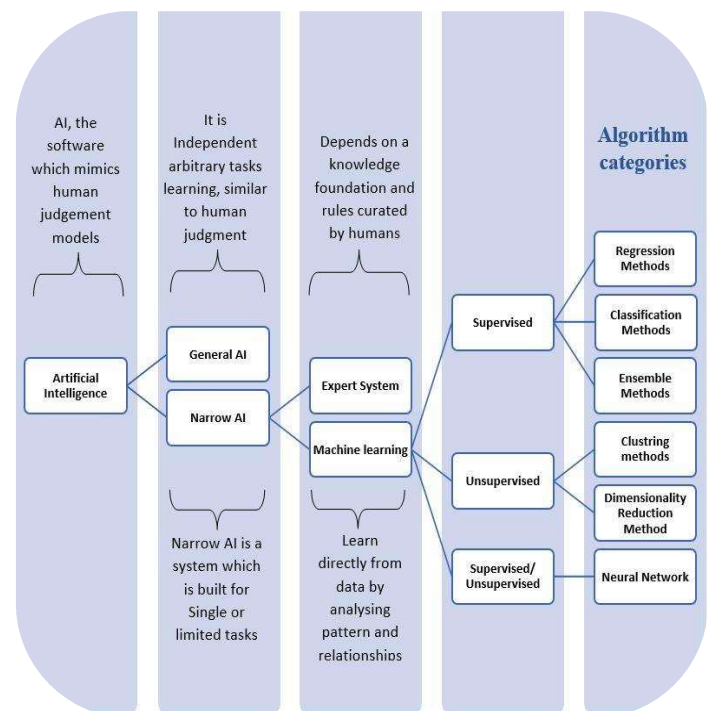 AI, the
software
which mimics
human
judgement
models
Artificial
Intelligence
It is
Independent
arbitrary tasks
learning, similar
to human
judgment
General AI
Narrow AI
Narrow AI is a
system which
is built for
Single or
limited tasks
Depends on a
knowledge
foundation and
rules curated
by humans
Expert System
Machine learning
Learn
directly from
data by
analysing
pattern and
relationships
Supervised
Unsupervised
Supervised/
Unsupervised
Algorithm
categories
Regression
Methods
Classification
Methods
Ensemble
Methods
Clustring
methods
Dimensionality
Reduction
Method
Neural Network